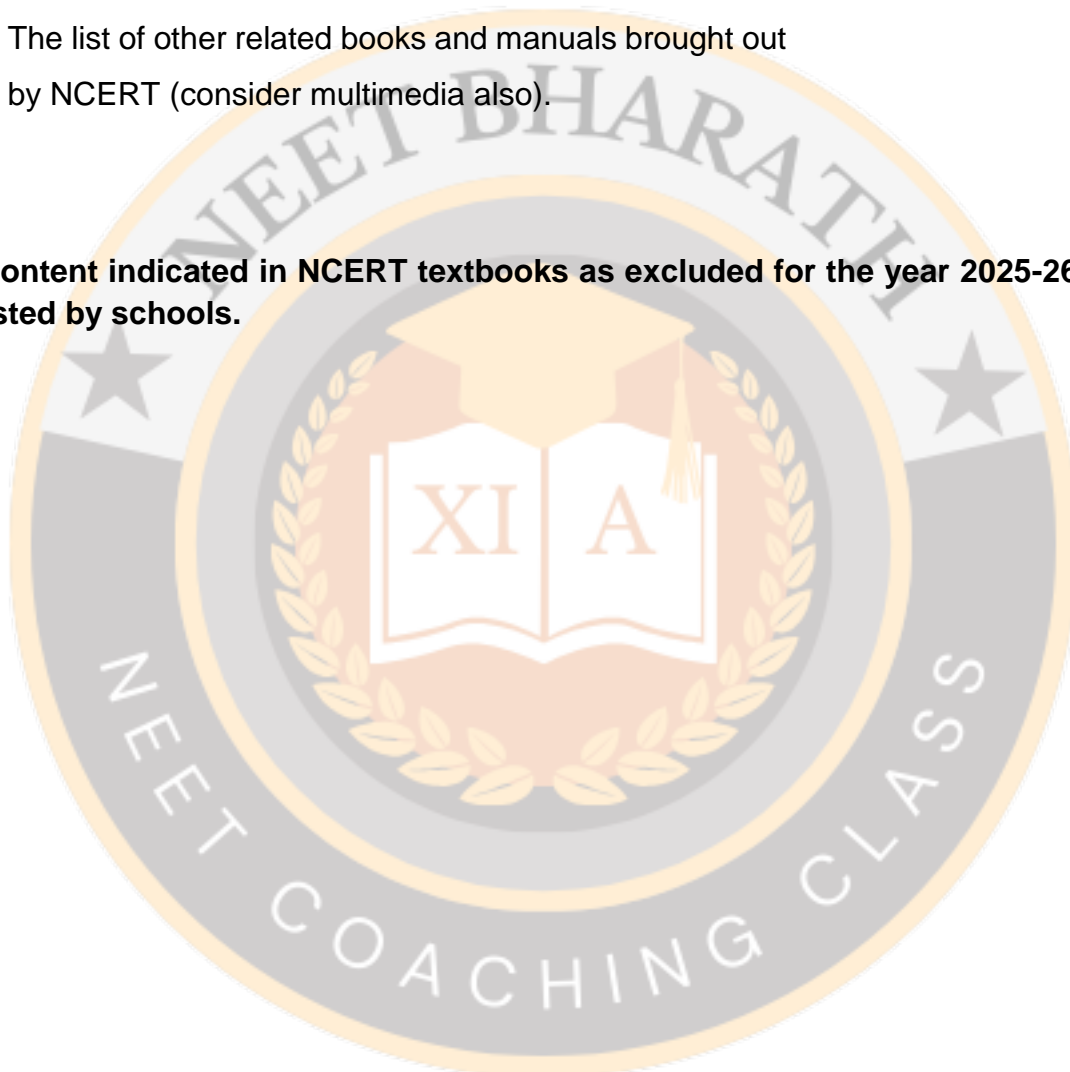 The list of other related books and manuals brought out
by NCERT (consider multimedia also).
ontent indicated in NCERT textbooks as excluded for the year 2025-26
sted by schools.
NEET BHARATH
XI A
NEET COACHING CLASS